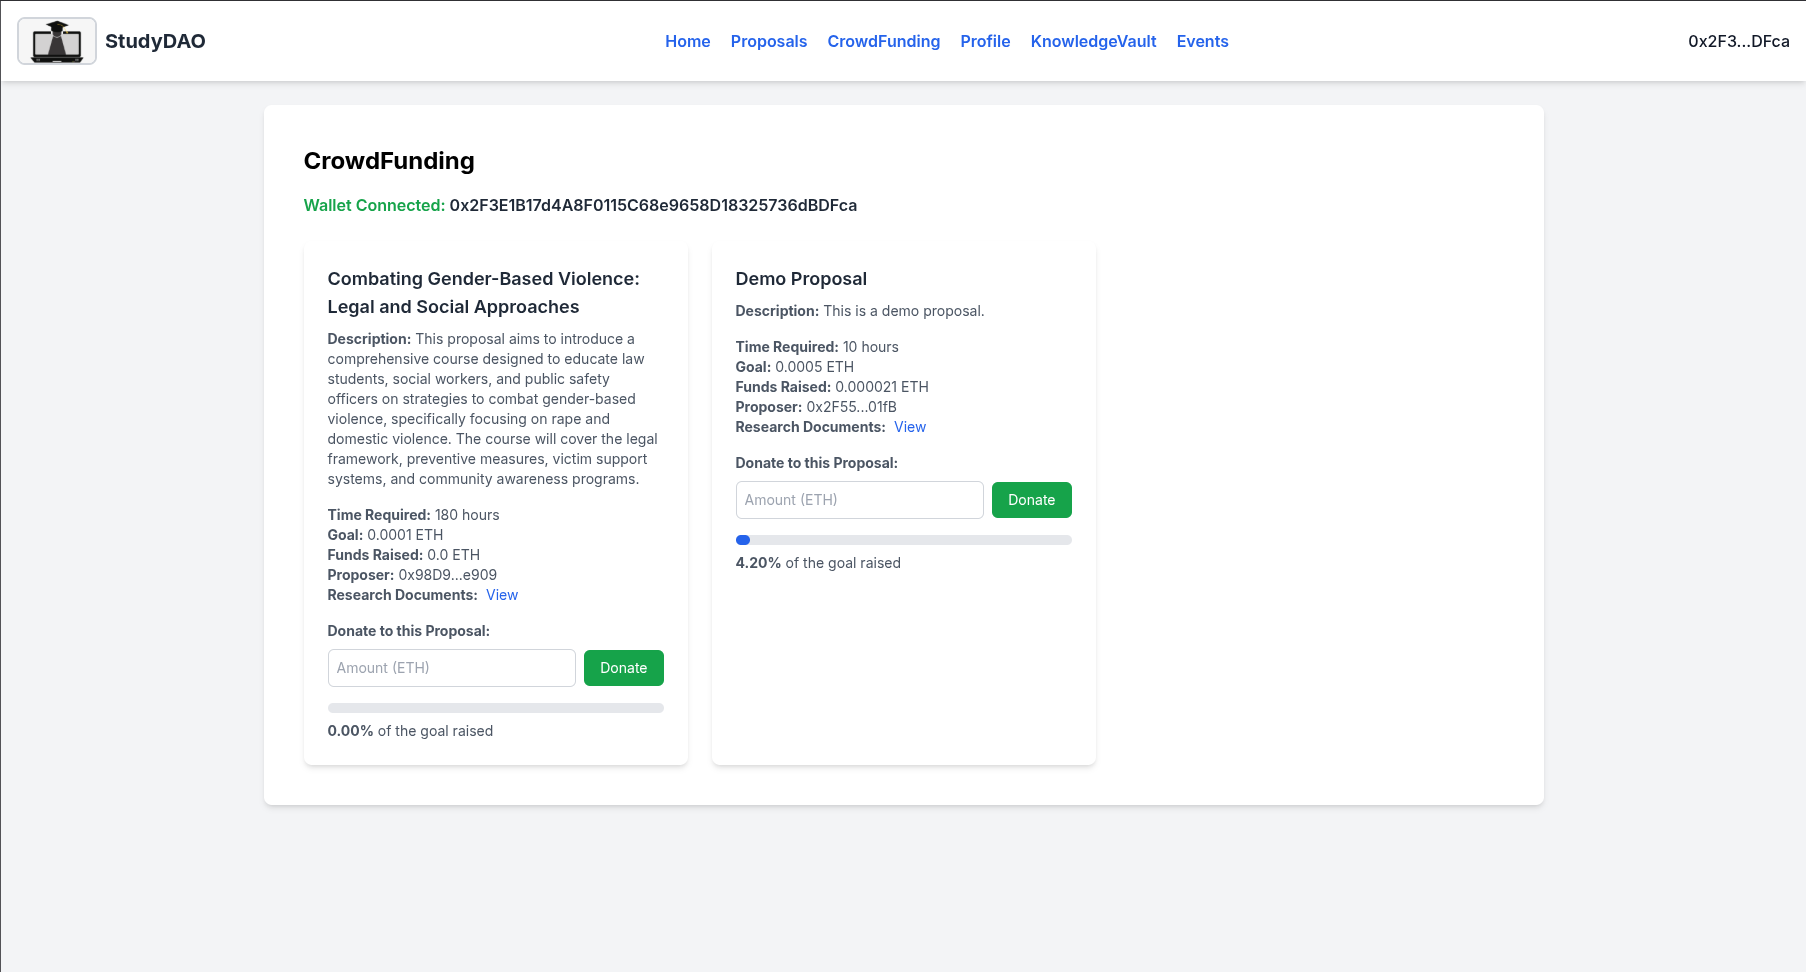 StudyDAO
Home Proposals CrowdFunding Profile KnowledgeVault Events
0x2F3...DFca
CrowdFunding
Wallet Connected: 0x2F3E1B17d4A8F0115C68e9658D18325736dBDFca
Combating Gender-Based Violence:
Legal and Social Approaches
Description: This proposal aims to introduce a
comprehensive course designed to educate law
students, social workers, and public safety
officers on strategies to combat gender-based
violence, specifically focusing on rape and
domestic violence. The course will cover the legal
framework, preventive measures, victim support
systems, and community awareness programs.
Time Required: 180 hours
Goal: 0.0001 ETH
Funds Raised: 0.0 ETH
Proposer: 0x98D9...e909
Research Documents: View
Donate to this Proposal:
Amount (ETH) Donate
0.00% of the goal raised
Demo Proposal
Description: This is a demo proposal.
Time Required: 10 hours
Goal: 0.0005 ETH
Funds Raised: 0.000021 ETH
Proposer: 0x2F55...01fB
Research Documents: View
Donate to this Proposal:
Amount (ETH) Donate
4.20% of the goal raised